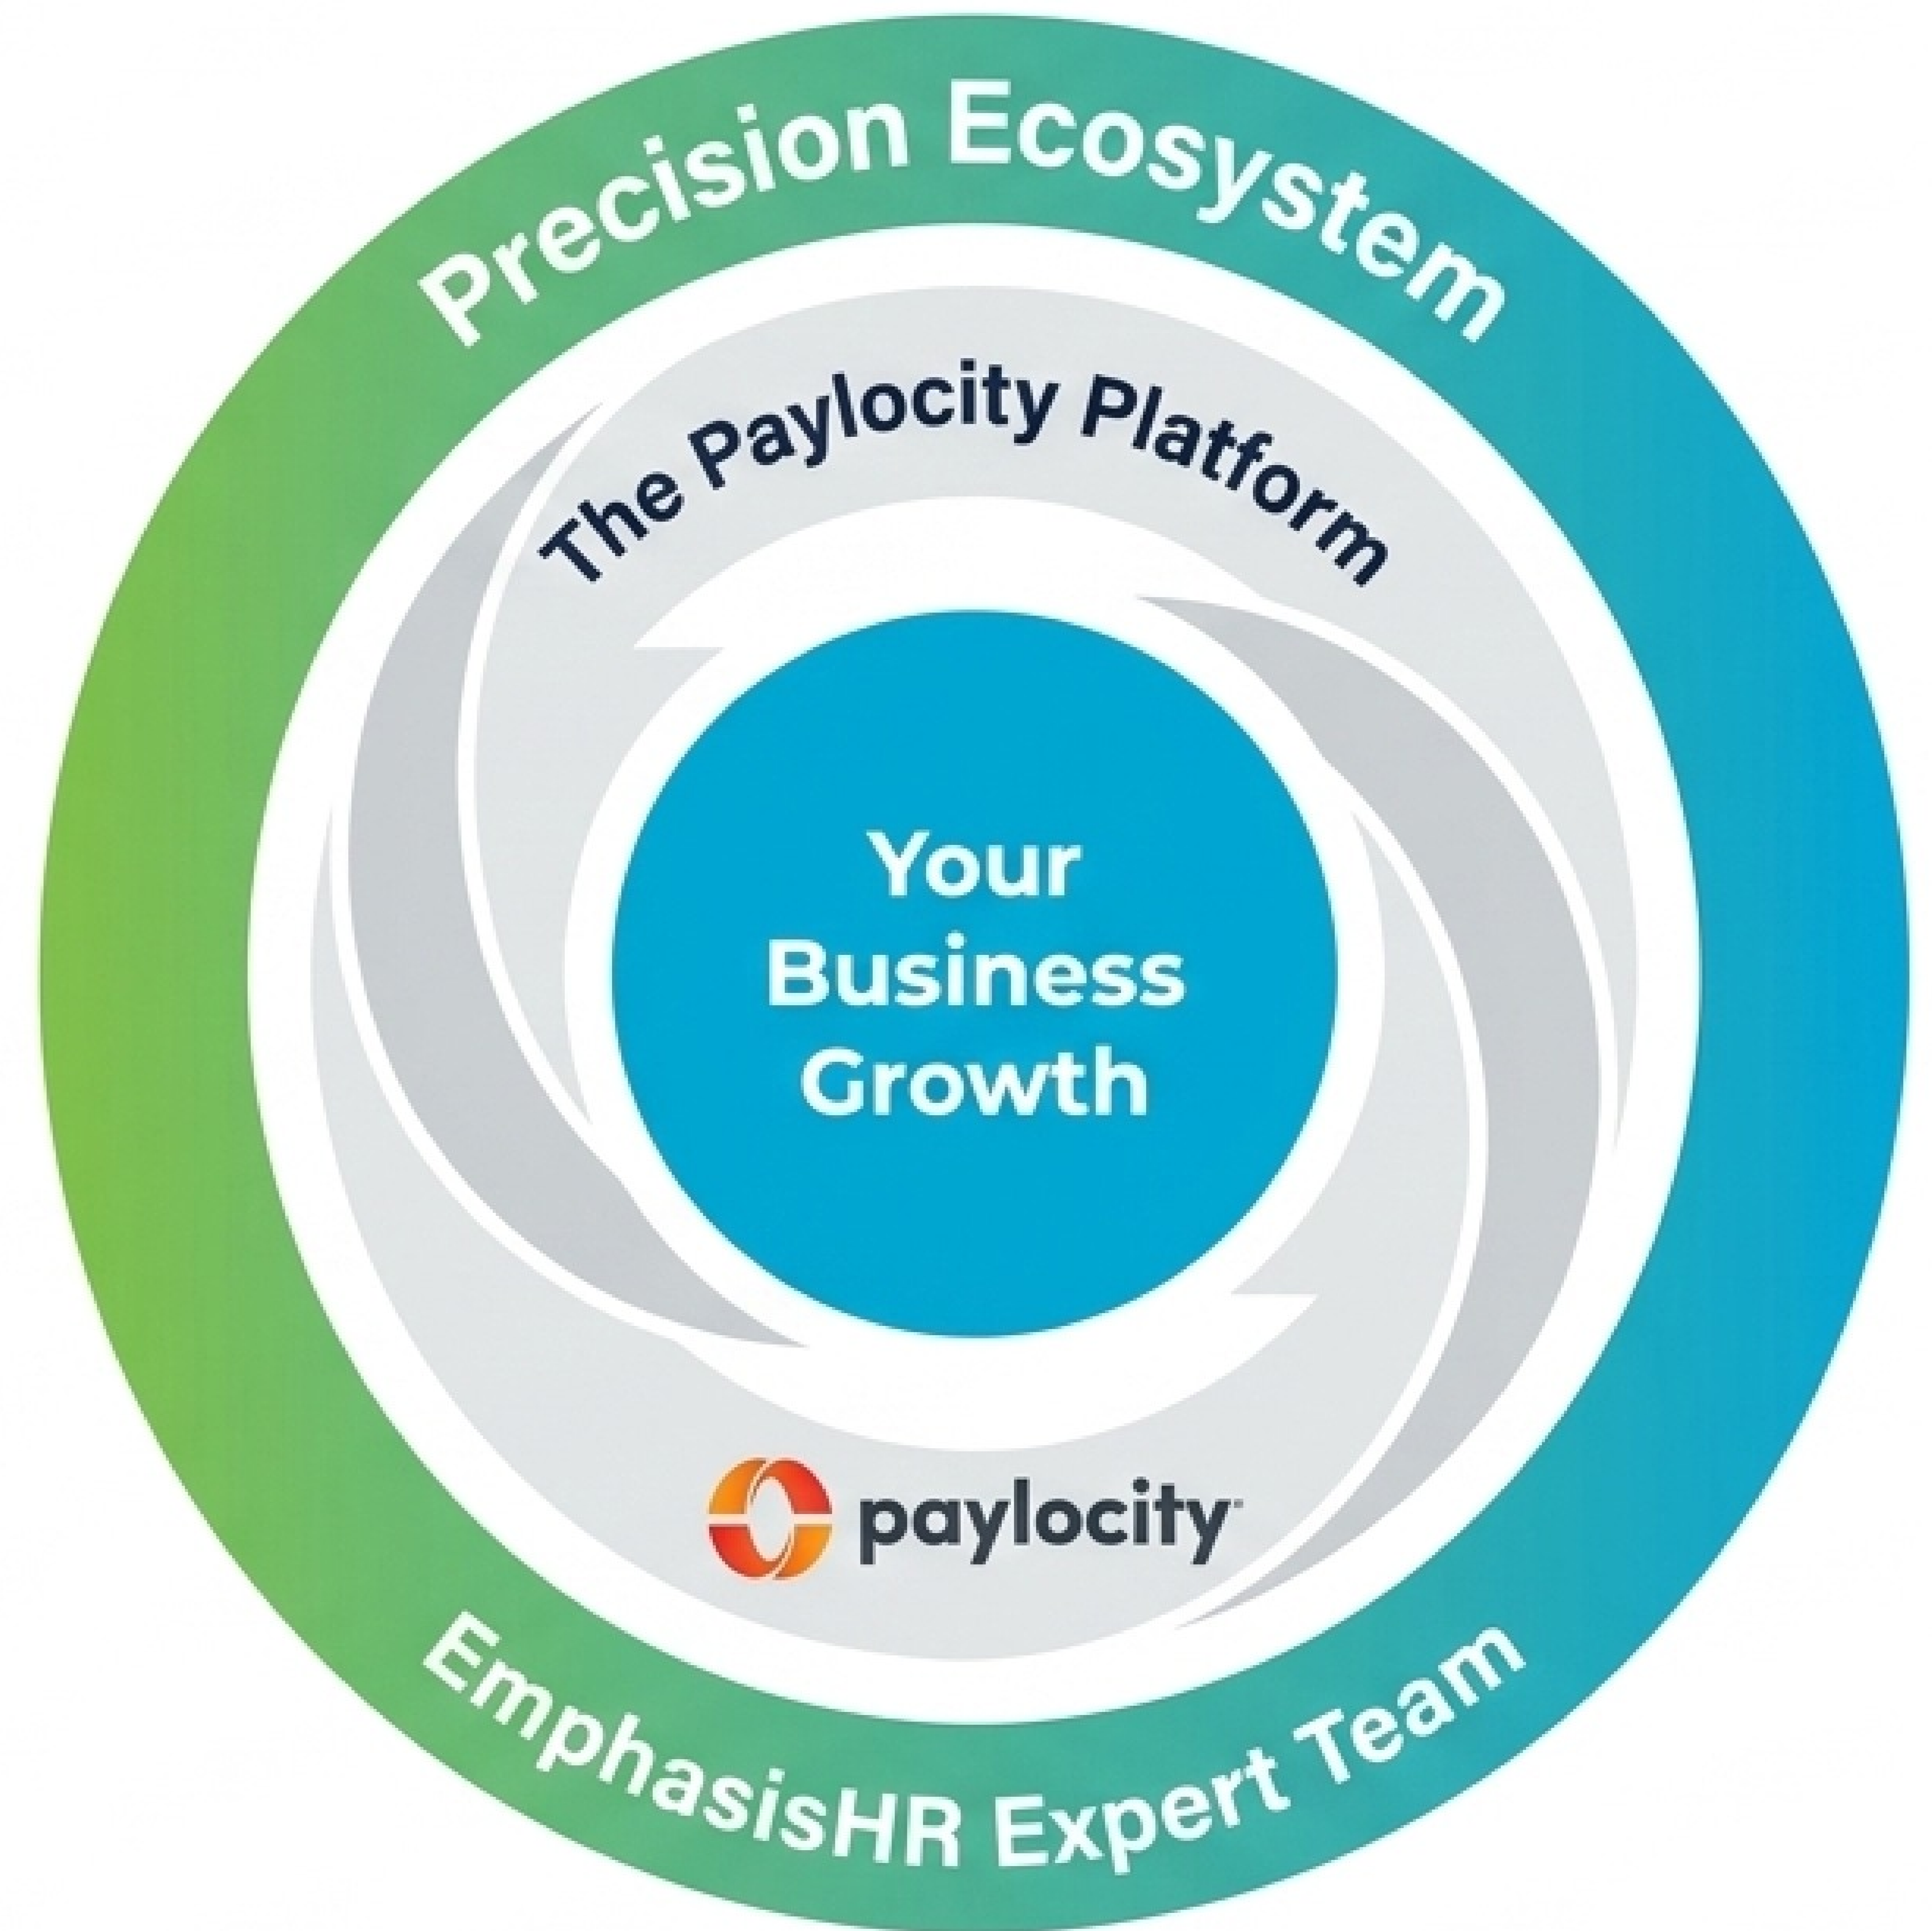 Precision Ecosystem
The Paylocity Platform
Your
Business
Growth
paylocity
EmphasisHR Expert Team